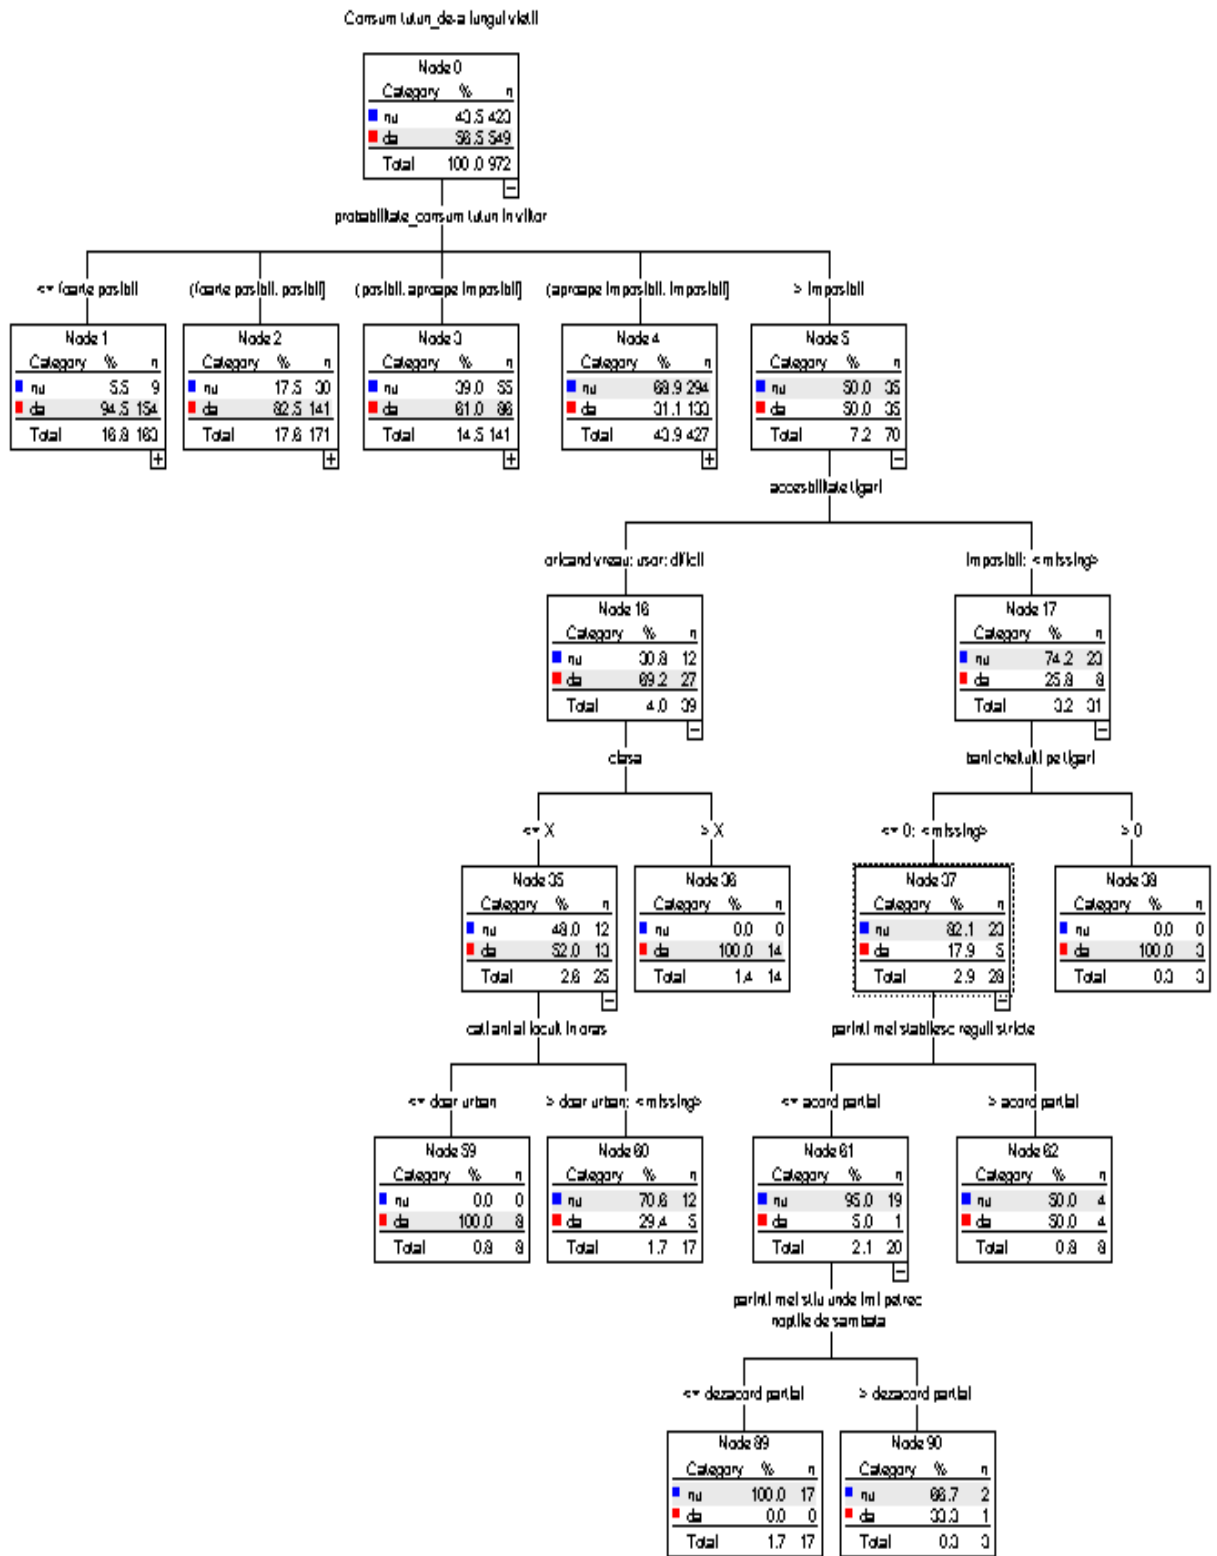 Consum tutun_de-a lungul vietii
Node 0
Category % n
nu 43.5 423
da 56.5 549
Total 100.0 972
probabilitate_consum tutun in viitor
<= foarte posibil
(foarte posibil, posibil]
(posibil, aproape imposibil]
(aproape imposibil, imposibil]
> imposibil
Node 1
Category % n
nu 5.5 9
da 94.5 154
Total 16.8 163
Node 2
Category % n
nu 17.5 30
da 82.5 141
Total 17.6 171
Node 3
Category % n
nu 39.0 55
da 61.0 86
Total 14.5 141
Node 4
Category % n
nu 68.9 294
da 31.1 133
Total 43.9 427
Node 5
Category % n
nu 50.0 35
da 50.0 35
Total 7.2 70
accesbilitate tigari
oricand vreau; usor; dificil
imposibil; <missing>
Node 16
Category % n
nu 30.8 12
da 69.2 27
Total 4.0 39
Node 17
Category % n
nu 74.2 23
da 25.8 8
Total 3.2 31
clasa
bani cheltuiti pe tigari
<= X
> X
<= 0; <missing>
> 0
Node 35
Category % n
nu 48.0 12
da 52.0 13
Total 2.6 25
Node 36
Category % n
nu 0.0 0
da 100.0 14
Total 1.4 14
Node 37
Category % n
nu 82.1 23
da 17.9 5
Total 2.9 28
Node 38
Category % n
nu 0.0 0
da 100.0 3
Total 0.3 3
cati ani ai locuit in oras
parintii mei stabilesc reguli stricte
<= doar urban
> doar urban; <missing>
<= acord partial
> acord partial
Node 59
Category % n
nu 0.0 0
da 100.0 8
Total 0.8 8
Node 60
Category % n
nu 70.6 12
da 29.4 5
Total 1.7 17
Node 61
Category % n
nu 95.0 19
da 5.0 1
Total 2.1 20
Node 62
Category % n
nu 50.0 4
da 50.0 4
Total 0.8 8
parintii mei stiu unde imi petrec
noptile de sambata
<= dezacord partial
> dezacord partial
Node 89
Category % n
nu 100.0 17
da 0.0 0
Total 1.7 17
Node 90
Category % n
nu 66.7 2
da 33.3 1
Total 0.3 3